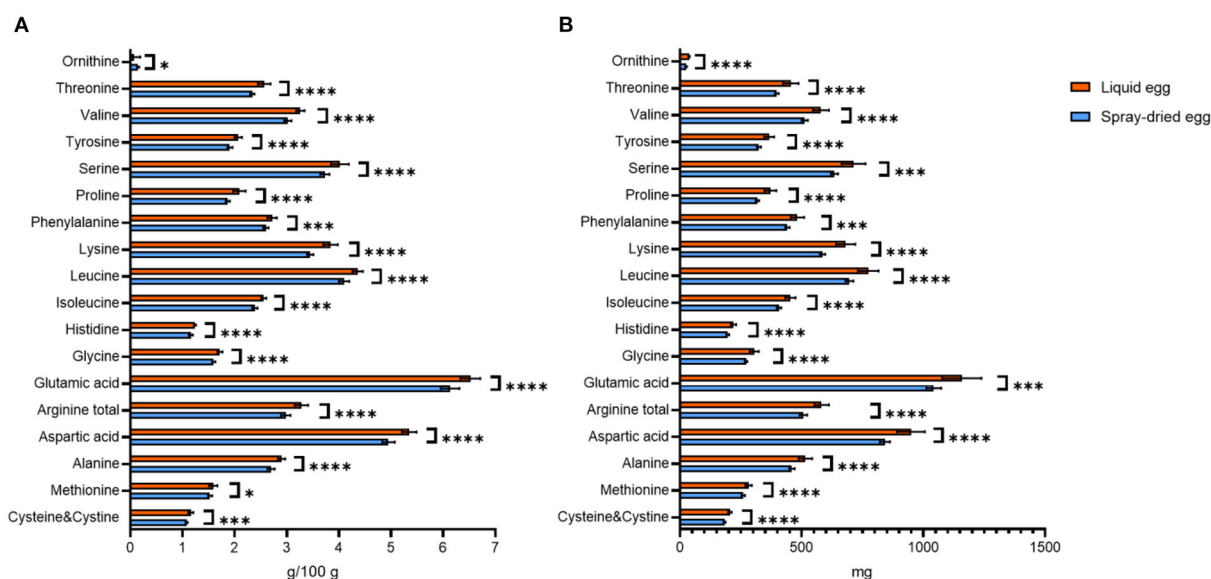 A
Ornithine *
Threonine ****
Valine ****
Tyrosine ****
Serine ****
Proline ****
Phenylalanine ***
Lysine ****
Leucine ****
Isoleucine ****
Histidine ****
Glycine ****
Glutamic acid ****
Arginine total ****
Aspartic acid ****
Alanine ****
Methionine *
Cysteine&Cystine ***
0 1 2 3 4 5 6 7
g/100 g
B
Ornithine ****
Threonine ****
Valine ****
Tyrosine ****
Serine ***
Proline ****
Phenylalanine ***
Lysine ****
Leucine ****
Isoleucine ****
Histidine ****
Glycine ****
Glutamic acid ***
Arginine total ****
Aspartic acid ****
Alanine ****
Methionine ****
Cysteine&Cystine ****
0 500 1000 1500
mg
Liquid egg
Spray-dried egg